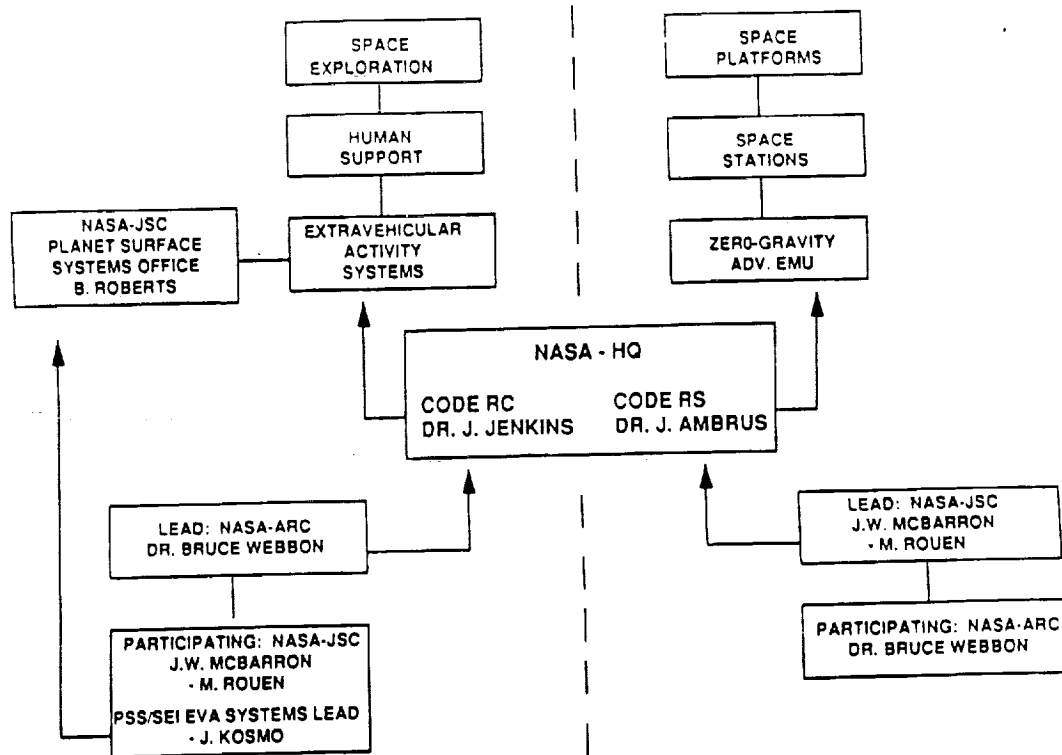 SPACE
EXPLORATION
HUMAN
SUPPORT
NASA-JSC
PLANET SURFACE
SYSTEMS OFFICE
B. ROBERTS
EXTRAVEHICULAR
ACTIVITY
SYSTEMS
SPACE
PLATFORMS
SPACE
STATIONS
ZERO-GRAVITY
ADV. EMU
NASA - HQ
CODE RC
DR. J. JENKINS
CODE RS
DR. J. AMBRUS
LEAD: NASA-ARC
DR. BRUCE WEBBON
PARTICIPATING: NASA-JSC
J.W. MCBARRON
- M. ROUEN
PSS/SEI EVA SYSTEMS LEAD
- J. KOSMO
LEAD: NASA-JSC
J.W. MCBARRON
- M. ROUEN
PARTICIPATING: NASA-ARC
DR. BRUCE WEBBON